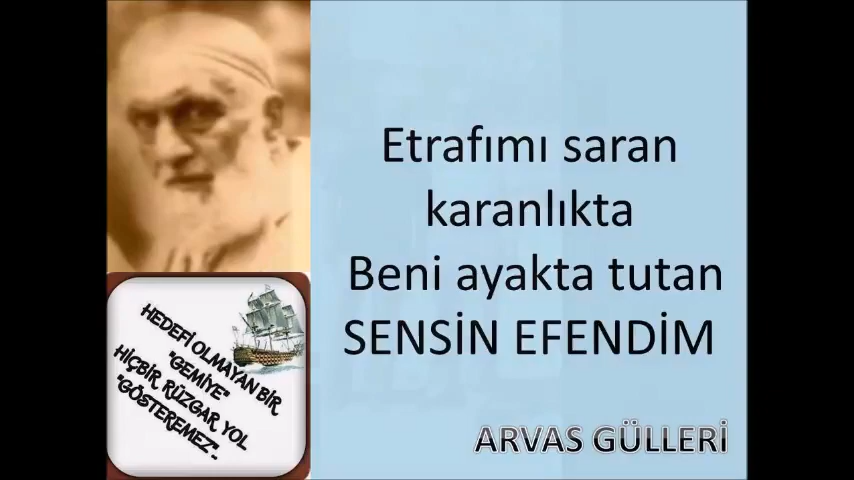 Etrafımı saran
karanlıkta
Beni ayakta tutan
SENSİN EFENDİM
HEDEFİ OLMAYAN BİR
"GEMİYE"
HİÇBİR RÜZGAR YOL
"GÖSTEREMEZ"..
ARVAS GÜLLERİ